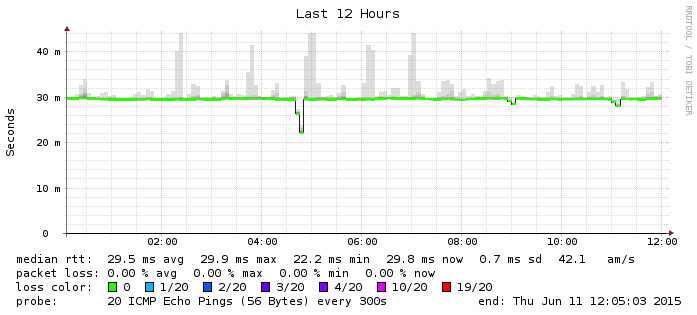 Last 12 Hours
RRDTOOL / TOBI OETIKER
Seconds
40 m
30 m
20 m
10 m
0
02:00 04:00 06:00 08:00 10:00 12:00
median rtt: 29.5 ms avg 29.9 ms max 22.2 ms min 29.8 ms now 0.7 ms sd 42.1 am/s
packet loss: 0.00 % avg 0.00 % max 0.00 % min 0.00 % now
loss color: 0 1/20 2/20 3/20 4/20 10/20 19/20
probe: 20 ICMP Echo Pings (56 Bytes) every 300s end: Thu Jun 11 12:05:03 2015